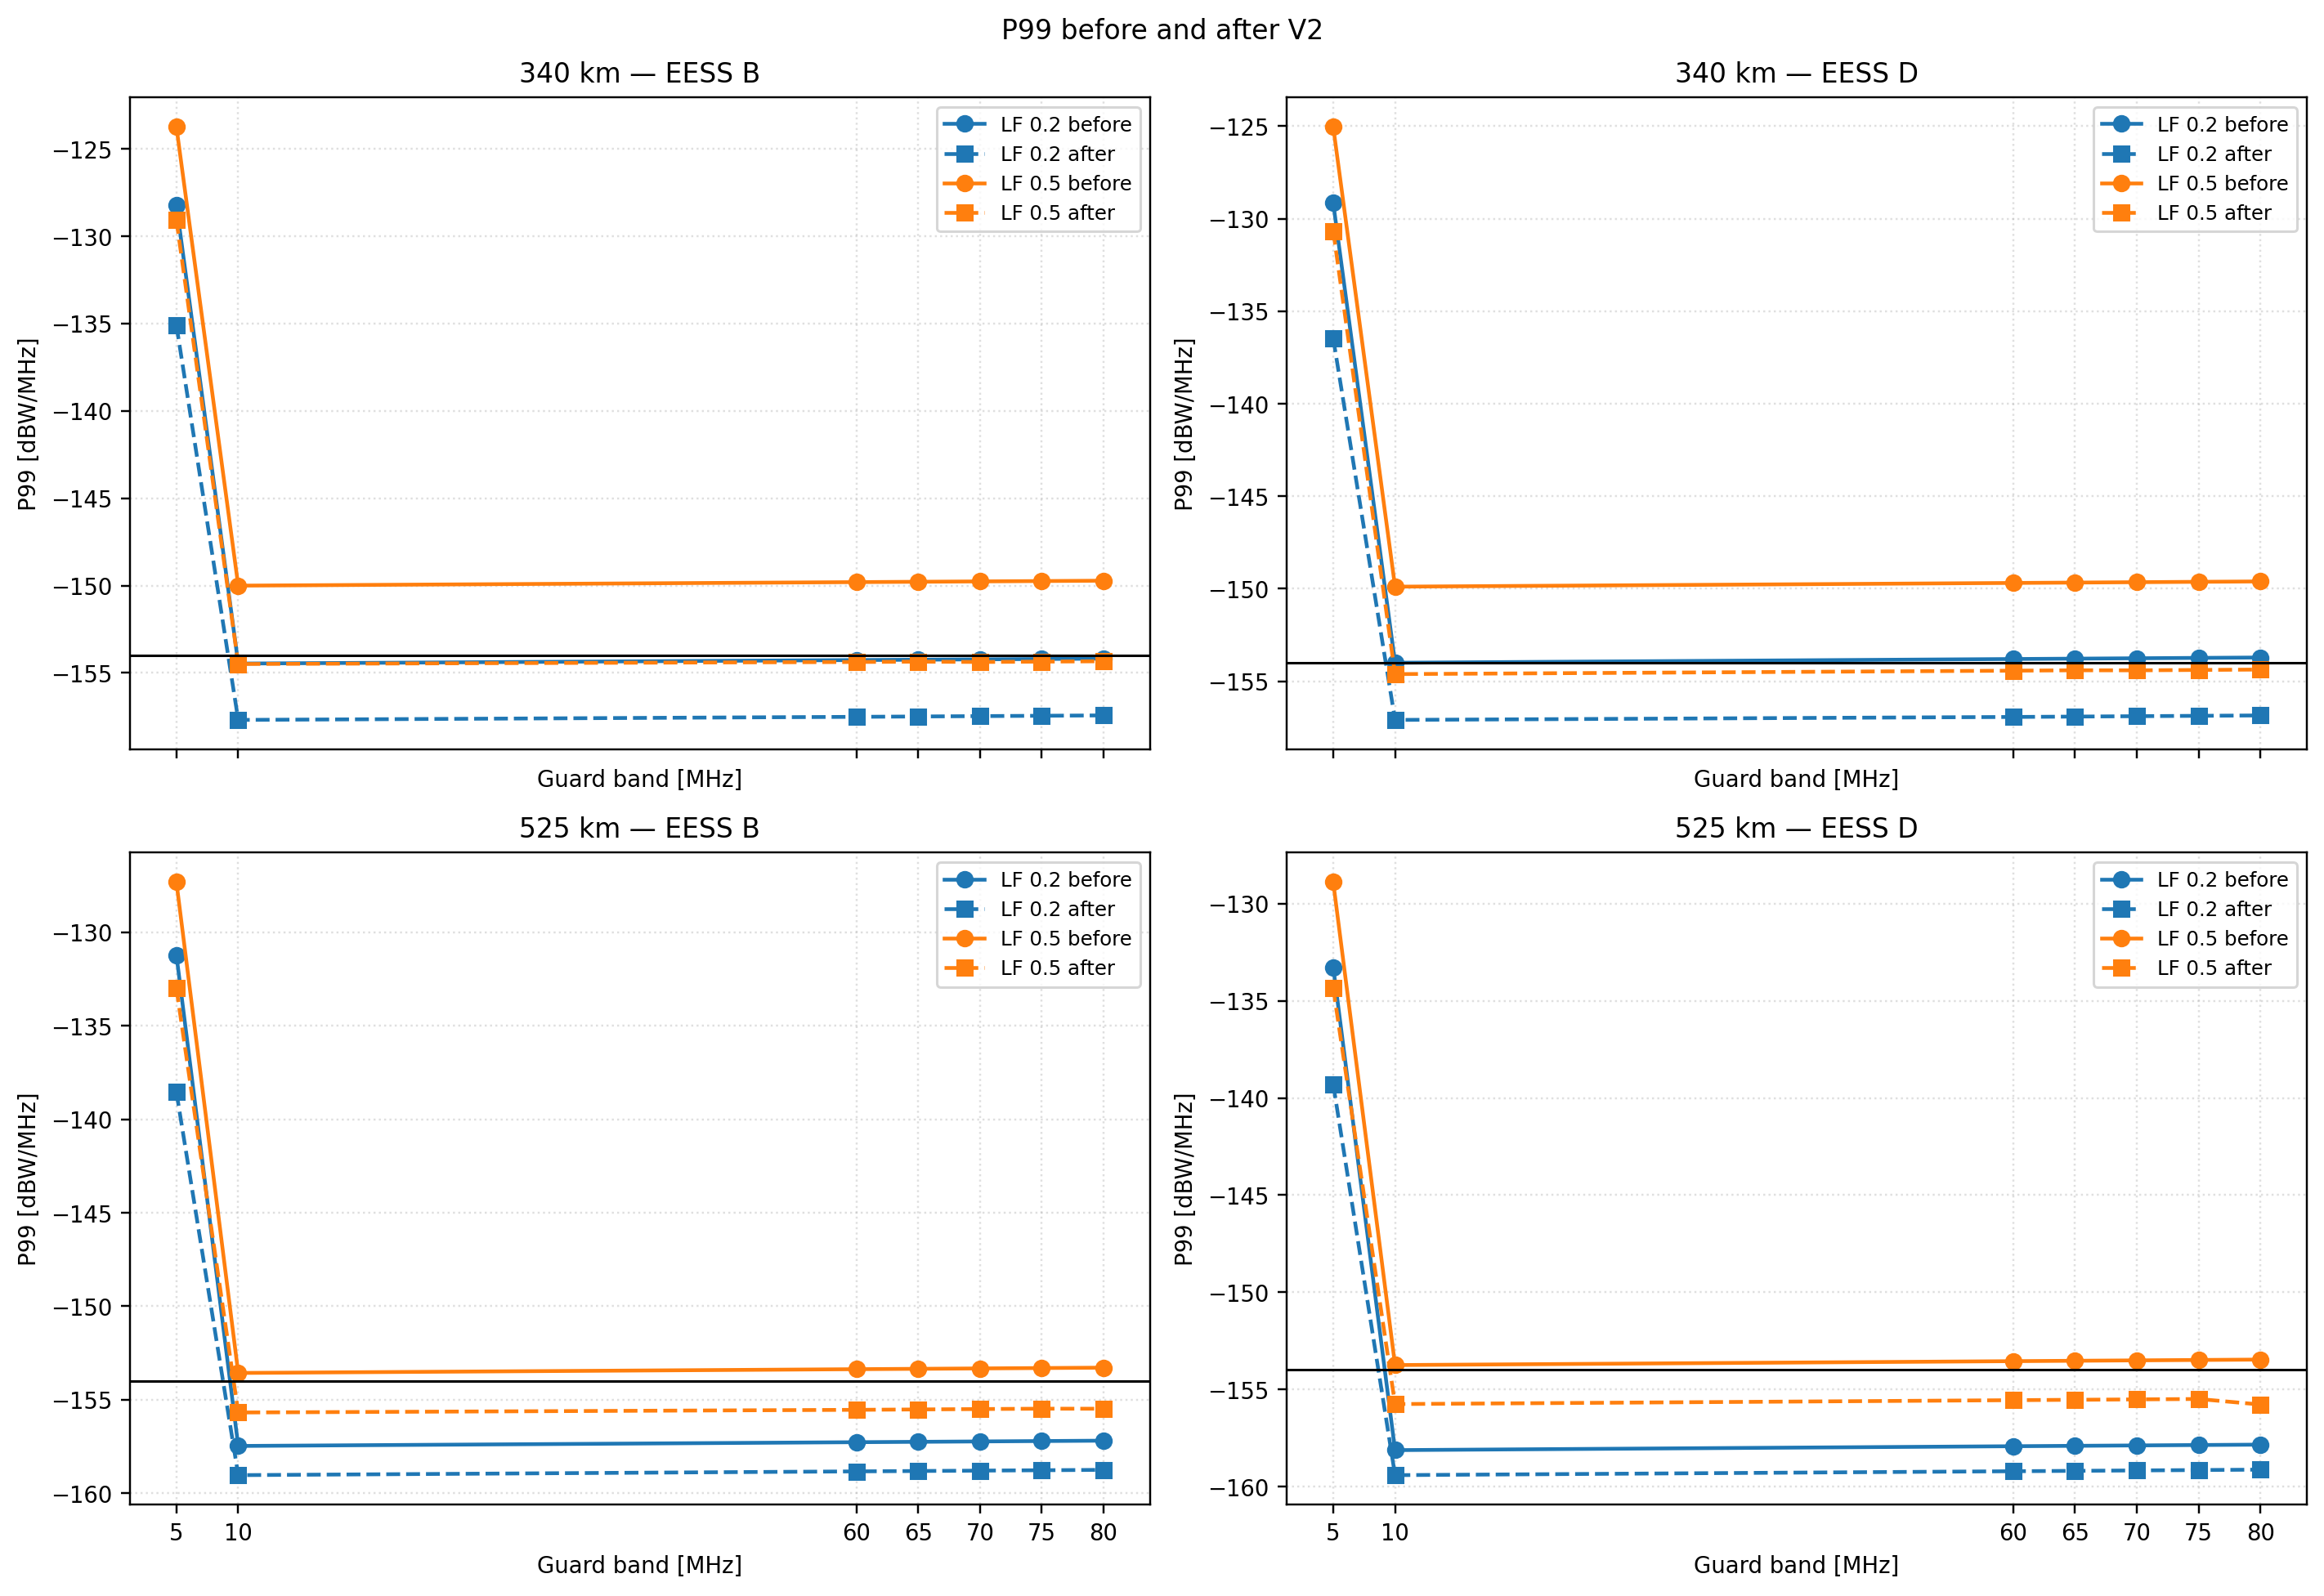 P99 before and after V2
340 km — EESS B
P99 [dBW/MHz]
−125
−130
−135
−140
−145
−150
−155
LF 0.2 before
LF 0.2 after
LF 0.5 before
LF 0.5 after
Guard band [MHz]
340 km — EESS D
P99 [dBW/MHz]
−125
−130
−135
−140
−145
−150
−155
LF 0.2 before
LF 0.2 after
LF 0.5 before
LF 0.5 after
Guard band [MHz]
525 km — EESS B
P99 [dBW/MHz]
−130
−135
−140
−145
−150
−155
−160
LF 0.2 before
LF 0.2 after
LF 0.5 before
LF 0.5 after
5 10 60 65 70 75 80
Guard band [MHz]
525 km — EESS D
P99 [dBW/MHz]
−130
−135
−140
−145
−150
−155
−160
LF 0.2 before
LF 0.2 after
LF 0.5 before
LF 0.5 after
5 10 60 65 70 75 80
Guard band [MHz]